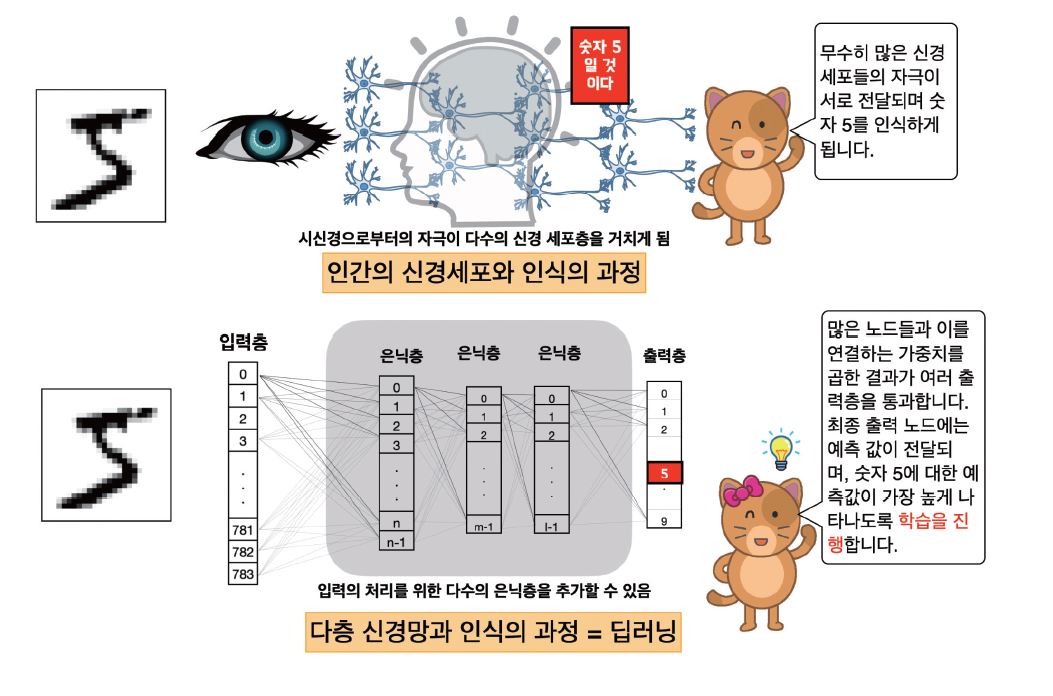 숫자 5
일 것
이다
무수히 많은 신경
세포들의 자극이
서로 전달되며 숫
자 5를 인식하게
됩니다.
시신경으로부터의 자극이 다수의 신경 세포층을 거치게 됨
인간의 신경세포와 인식의 과정
입력층
0
1
2
3
.
.
.
781
782
783
은닉층
0
1
2
3
.
.
.
n
n-1
은닉층
0
1
2
.
.
.
m-1
은닉층
0
1
2
.
.
.
l-1
출력층
0
1
2
5
.
9
많은 노드들과 이를
연결하는 가중치를
곱한 결과가 여러 출
력층을 통과합니다.
최종 출력 노드에는
예측 값이 전달되
며, 숫자 5에 대한 예
측값이 가장 높게 나
타나도록 학습을 진
행합니다.
입력의 처리를 위한 다수의 은닉층을 추가할 수 있음
다층 신경망과 인식의 과정 = 딥러닝